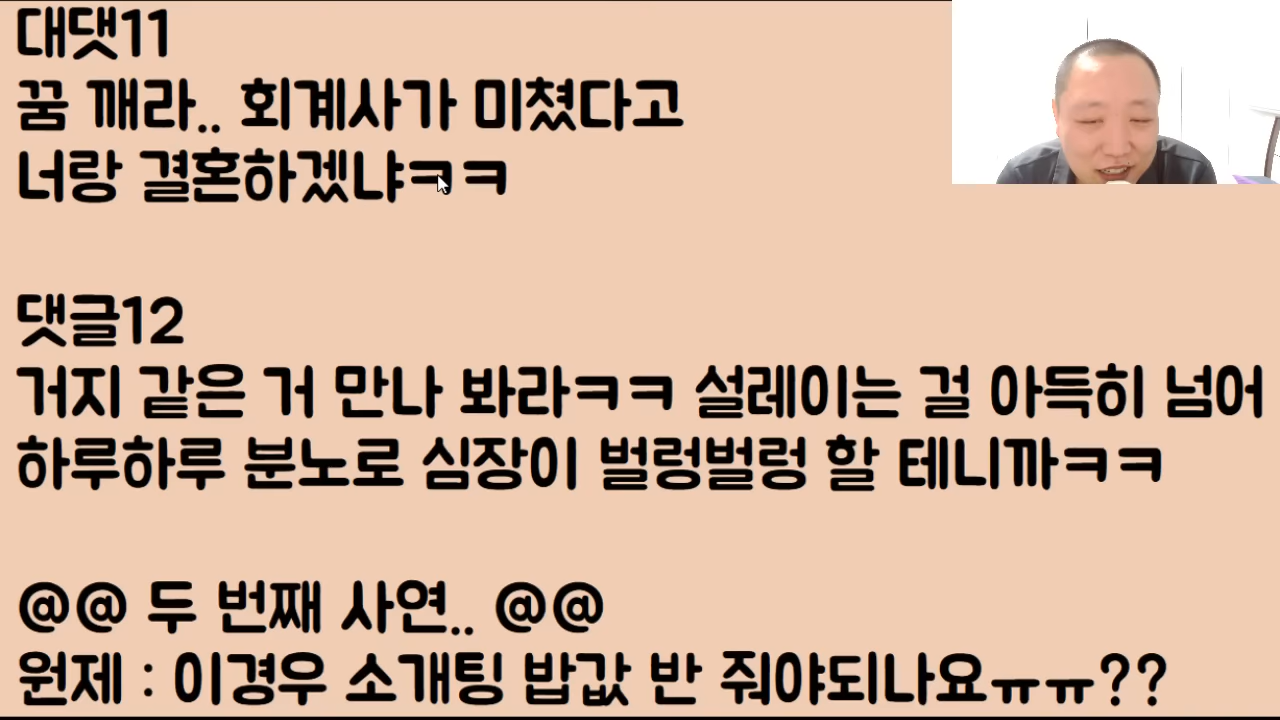 대댓11
꿈 깨라.. 회계사가 미쳤다고
너랑 결혼하겠냐ㅋㅋ
댓글12
거지 같은 거 만나 봐라ㅋㅋ 설레이는 걸 아득히 넘어
하루하루 분노로 심장이 벌렁벌렁 할 테니까ㅋㅋ
@@ 두 번째 사연.. @@
원제 : 이경우 소개팅 밥값 반 줘야되나요ㅠㅠ??